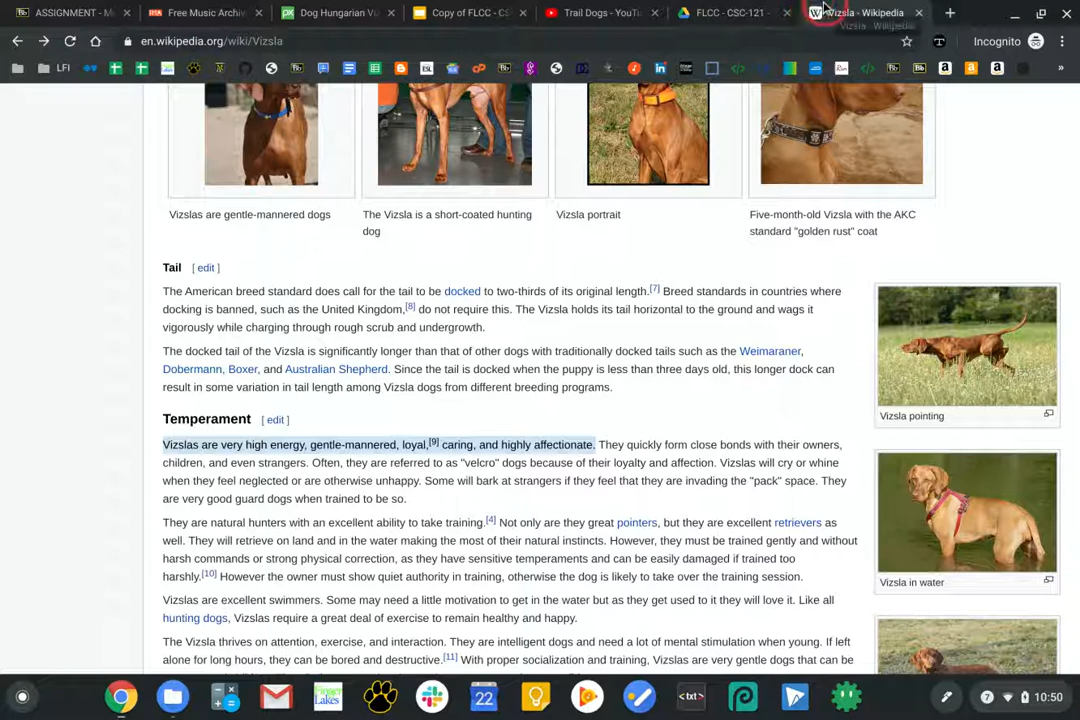 ASSIGNMENT - M
Free Music Archiv
Dog Hungarian Vi
Copy of FLCC - CS
Trail Dogs - YouTu
FLCC - CSC-121 -
Vizsla - Wikipedia
en.wikipedia.org/wiki/Vizsla
Vizsla - Wikipedia
Incognito
LFI
Vizslas are gentle-mannered dogs
The Vizsla is a short-coated hunting
dog
Vizsla portrait
Five-month-old Vizsla with the AKC
standard "golden rust" coat
Tail [ edit ]
The American breed standard does call for the tail to be docked to two-thirds of its original length.[7] Breed standards in countries where
docking is banned, such as the United Kingdom,[8] do not require this. The Vizsla holds its tail horizontal to the ground and wags it
vigorously while charging through rough scrub and undergrowth.
The docked tail of the Vizsla is significantly longer than that of other dogs with traditionally docked tails such as the Weimaraner,
Dobermann, Boxer, and Australian Shepherd. Since the tail is docked when the puppy is less than three days old, this longer dock can
result in some variation in tail length among Vizsla dogs from different breeding programs.
Vizsla pointing
Temperament [ edit ]
Vizslas are very high energy, gentle-mannered, loyal,[9] caring, and highly affectionate. They quickly form close bonds with their owners,
children, and even strangers. Often, they are referred to as "velcro" dogs because of their loyalty and affection. Vizslas will cry or whine
when they feel neglected or are otherwise unhappy. Some will bark at strangers if they feel that they are invading the "pack" space. They
are very good guard dogs when trained to be so.
They are natural hunters with an excellent ability to take training.[4] Not only are they great pointers, but they are excellent retrievers as
well. They will retrieve on land and in the water making the most of their natural instincts. However, they must be trained gently and without
harsh commands or strong physical correction, as they have sensitive temperaments and can be easily damaged if trained too
harshly.[10] However the owner must show quiet authority in training, otherwise the dog is likely to take over the training session.
Vizsla in water
Vizslas are excellent swimmers. Some may need a little motivation to get in the water but as they get used to it they will love it. Like all
hunting dogs, Vizslas require a great deal of exercise to remain healthy and happy.
The Vizsla thrives on attention, exercise, and interaction. They are intelligent dogs and need a lot of mental stimulation when young. If left
alone for long hours, they can be bored and destructive.[11] With proper socialization and training, Vizslas are very gentle dogs that can be
Finger
Lakes
22
<txt>
7
10:50